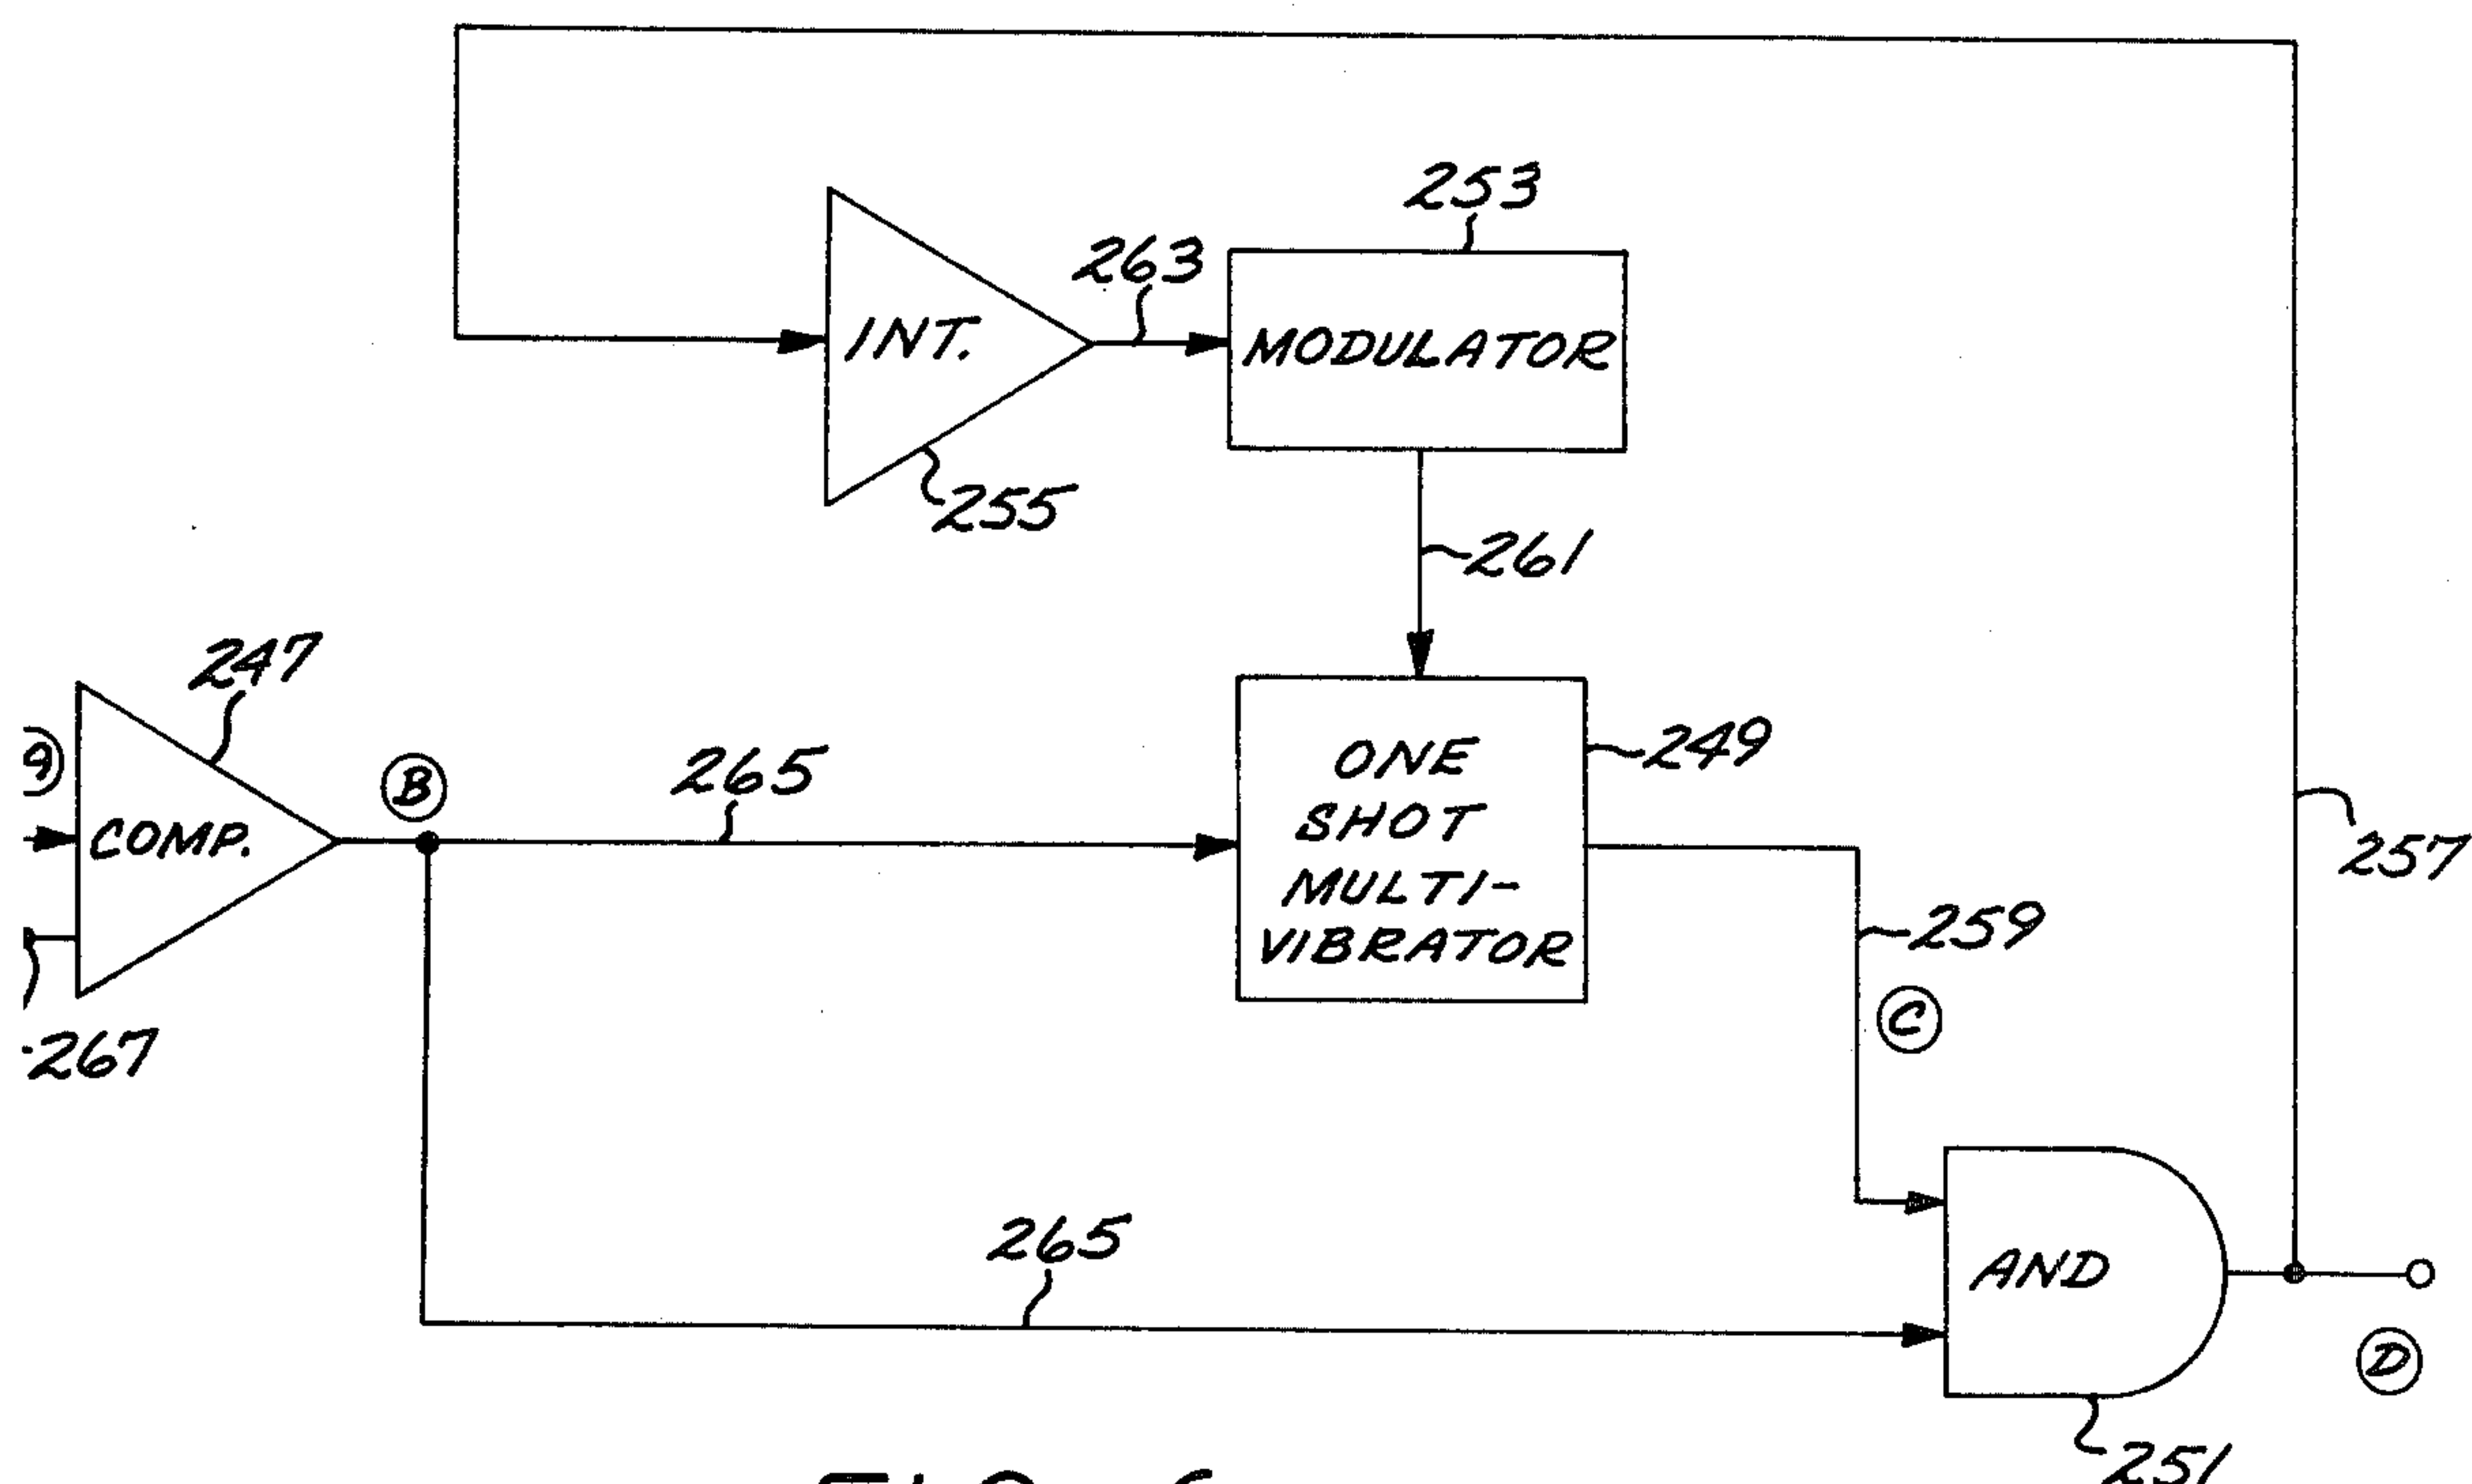 253
263
INT.
MODULATOR
255
261
247
B
265
249
COMP.
ONE
SHOT
MULTI-
VIBRATOR
257
259
C
267
265
AND
D
251